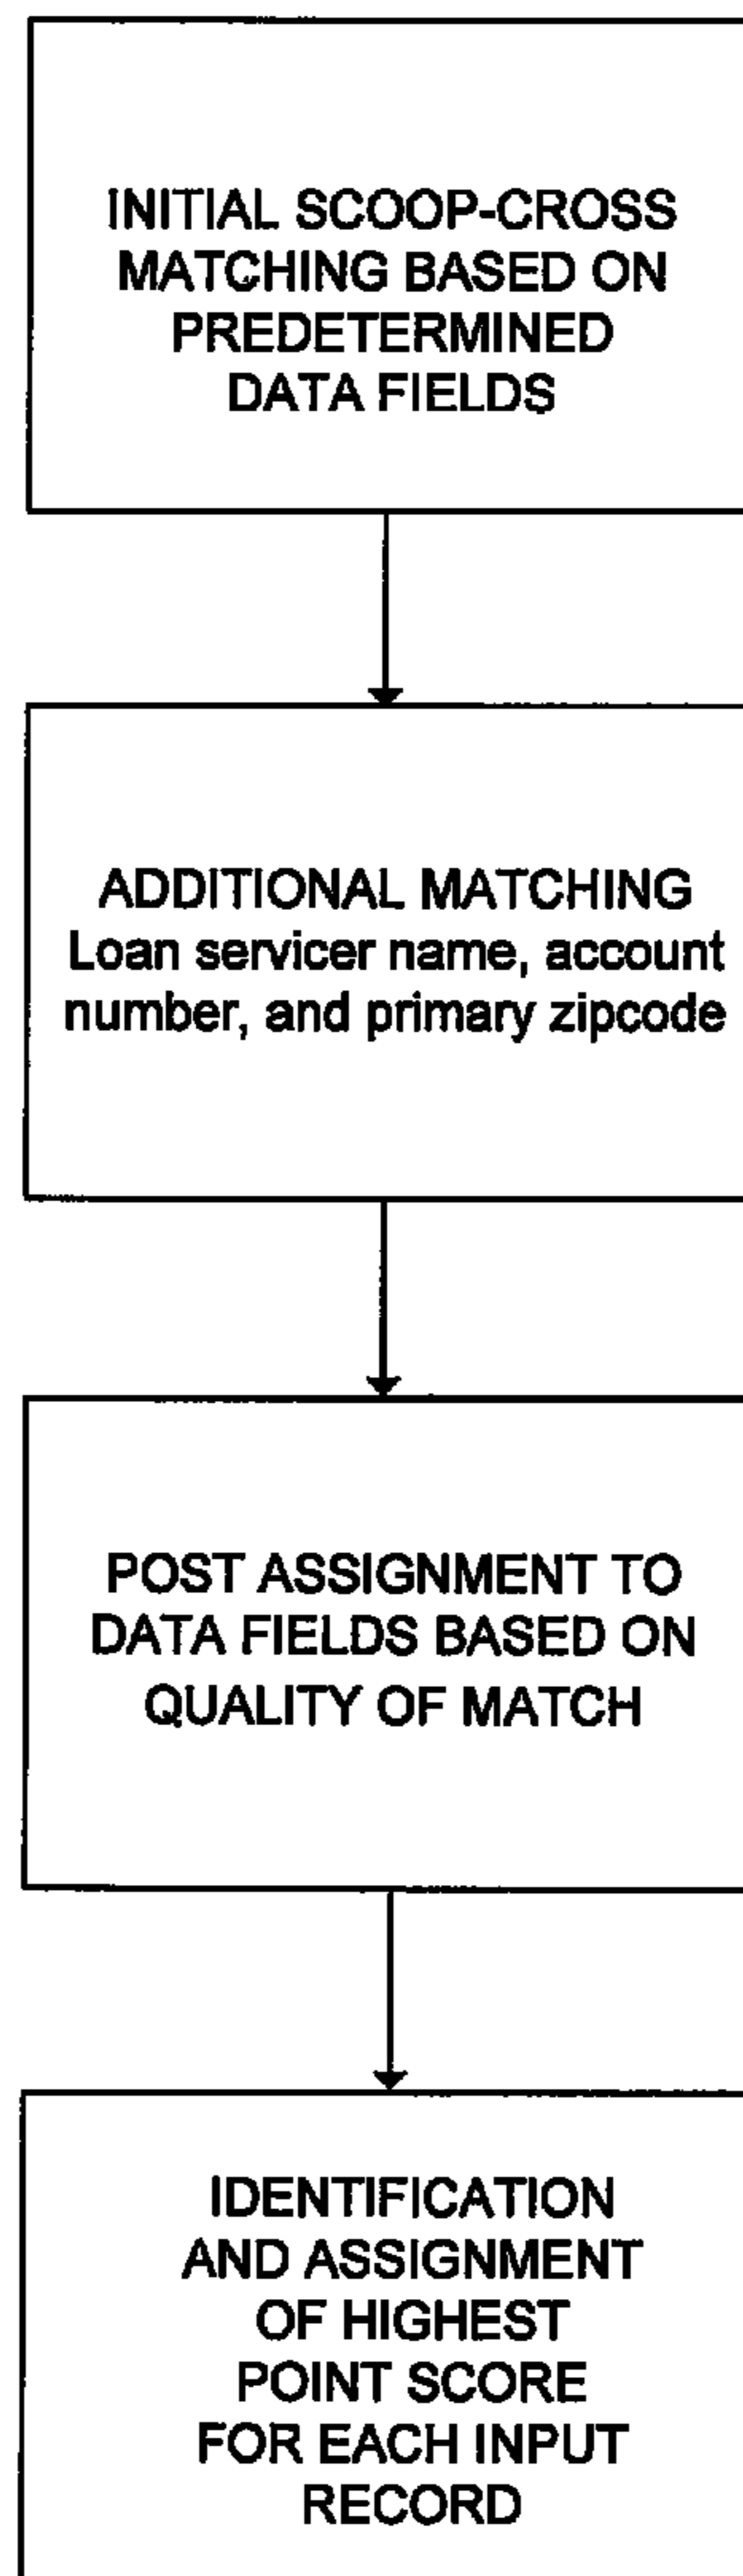 INITIAL SCOOP-CROSS
MATCHING BASED ON
PREDETERMINED
DATA FIELDS
ADDITIONAL MATCHING
Loan servicer name, account
number, and primary zipcode
POST ASSIGNMENT TO
DATA FIELDS BASED ON
QUALITY OF MATCH
IDENTIFICATION
AND ASSIGNMENT
OF HIGHEST
POINT SCORE
FOR EACH INPUT
RECORD